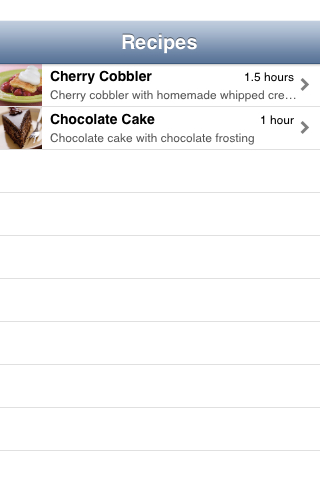 Recipes
Cherry Cobbler 1.5 hours
Cherry cobbler with homemade whipped cre…
Chocolate Cake 1 hour
Chocolate cake with chocolate frosting